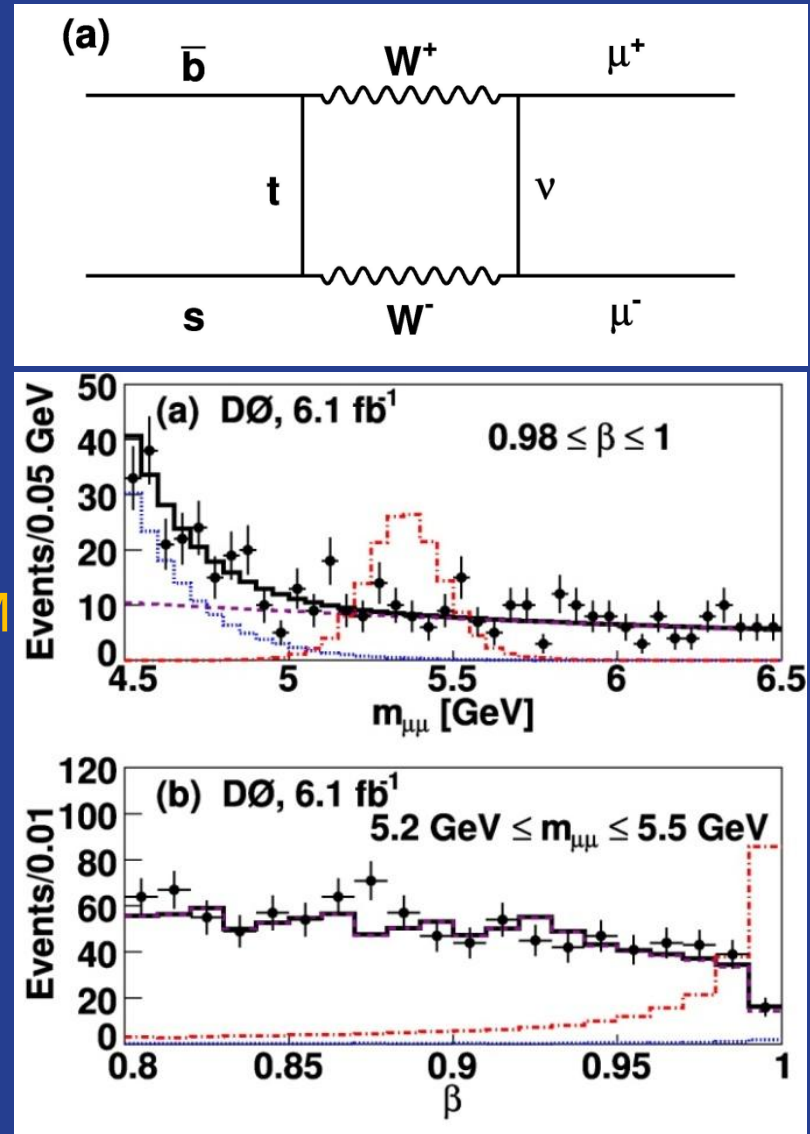 (a)
b̅ W⁺ μ⁺
t ν
s W⁻ μ⁻
50
40
30
20
10
0
Events/0.05 GeV
(a) DØ, 6.1 fb⁻¹
0.98 ≤ β ≤ 1
4.5 5 5.5 6 6.5
m_μμ [GeV]
M
120
100
80
60
40
20
0
Events/0.01
(b) DØ, 6.1 fb⁻¹
5.2 GeV ≤ m_μμ ≤ 5.5 GeV
0.8 0.85 0.9 0.95 1
β